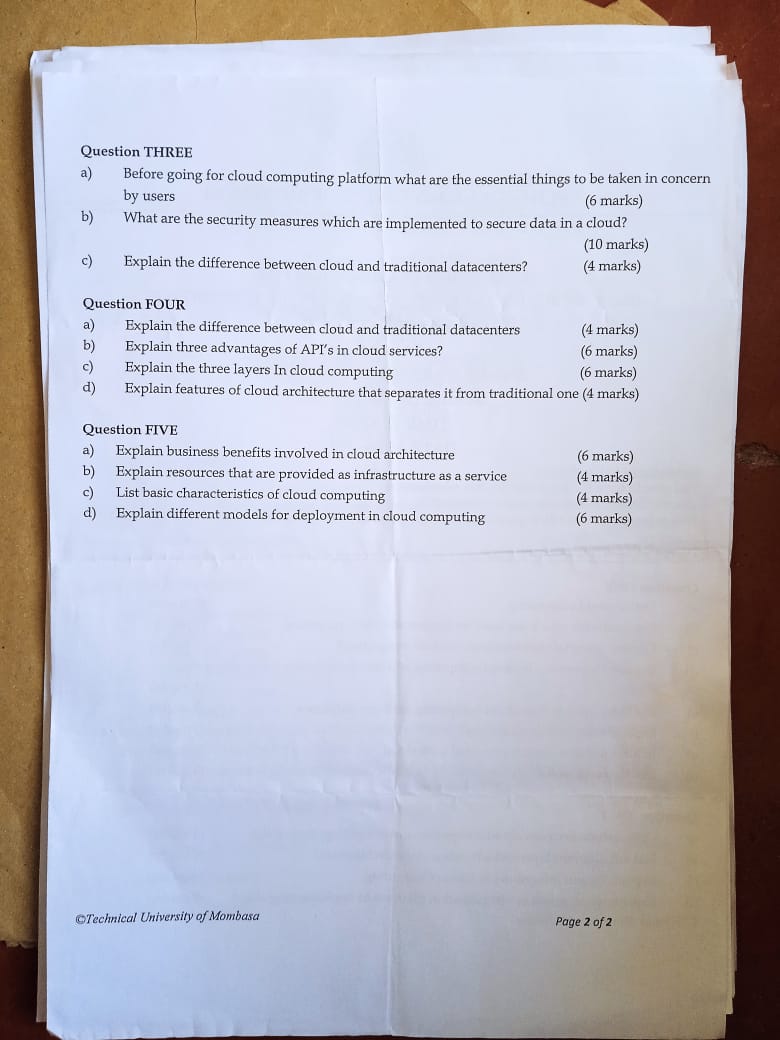 Question THREE
a) Before going for cloud computing platform what are the essential things to be taken in concern
by users (6 marks)
b) What are the security measures which are implemented to secure data in a cloud?
(10 marks)
c) Explain the difference between cloud and traditional datacenters? (4 marks)
Question FOUR
a) Explain the difference between cloud and traditional datacenters (4 marks)
b) Explain three advantages of API's in cloud services? (6 marks)
c) Explain the three layers In cloud computing (6 marks)
d) Explain features of cloud architecture that separates it from traditional one (4 marks)
Question FIVE
a) Explain business benefits involved in cloud architecture (6 marks)
b) Explain resources that are provided as infrastructure as a service (4 marks)
c) List basic characteristics of cloud computing (4 marks)
d) Explain different models for deployment in cloud computing (6 marks)
©Technical University of Mombasa Page 2 of 2